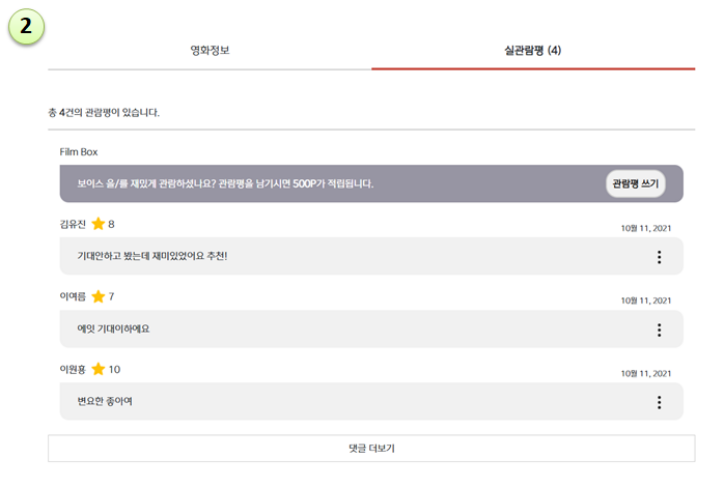 2
영화정보
실관람평 (4)
총 4건의 관람평이 있습니다.
Film Box
보이스 을/를 재밌게 관람하셨나요? 관람평을 남기시면 500P가 적립됩니다.
관람평 쓰기
김유진 ⭐ 8
10월 11, 2021
기대안하고 봤는데 재미있었어요 추천!
이여름 ⭐ 7
10월 11, 2021
에잇 기대이하에요
이원용 ⭐ 10
10월 11, 2021
변요한 좋아여
댓글 더보기